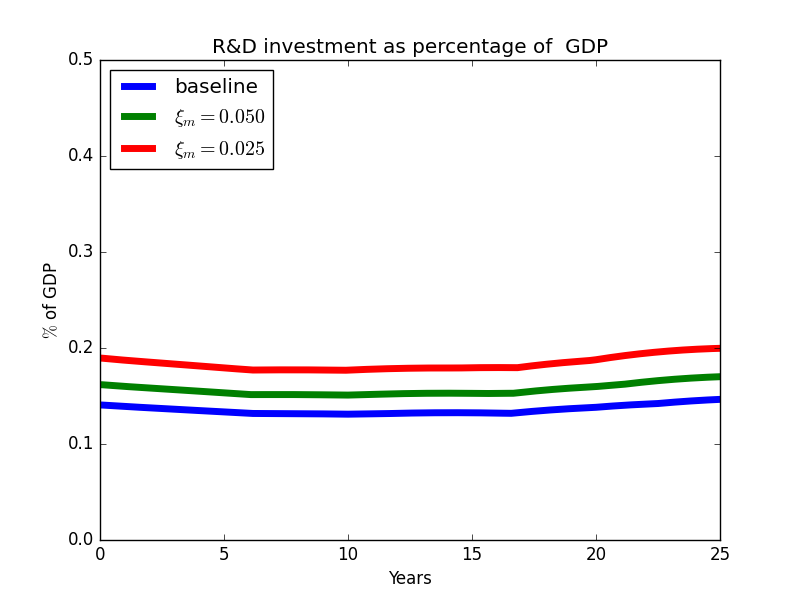 R&D investment as percentage of  GDP
baseline
ξm = 0.050
ξm = 0.025
% of GDP
0.5
0.4
0.3
0.2
0.1
0.0
0 5 10 15 20 25
Years